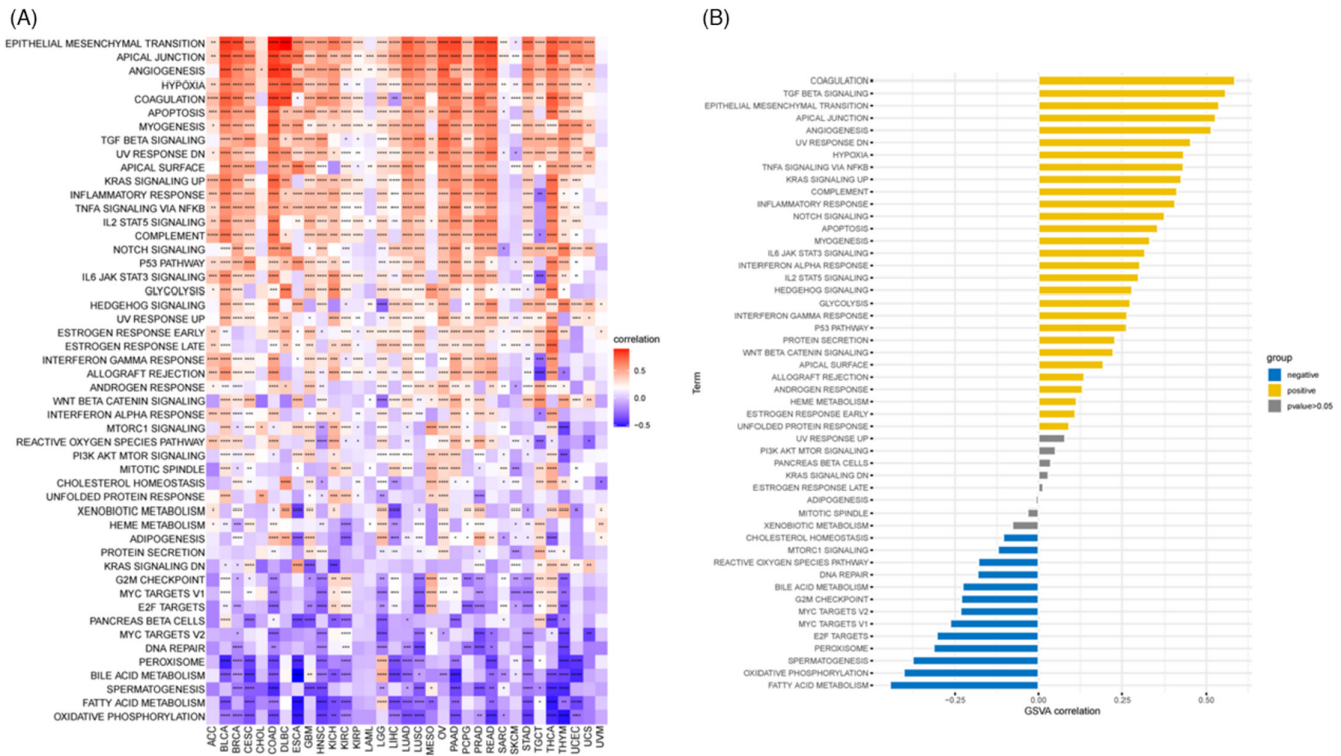 (A)
EPITHELIAL MESENCHYMAL TRANSITION
APICAL JUNCTION
ANGIOGENESIS
HYPOXIA
COAGULATION
APOPTOSIS
MYOGENESIS
TGF BETA SIGNALING
UV RESPONSE DN
APICAL SURFACE
KRAS SIGNALING UP
INFLAMMATORY RESPONSE
TNFA SIGNALING VIA NFKB
IL2 STAT5 SIGNALING
COMPLEMENT
NOTCH SIGNALING
P53 PATHWAY
IL6 JAK STAT3 SIGNALING
GLYCOLYSIS
HEDGEHOG SIGNALING
UV RESPONSE UP
ESTROGEN RESPONSE EARLY
ESTROGEN RESPONSE LATE
INTERFERON GAMMA RESPONSE
ALLOGRAFT REJECTION
ANDROGEN RESPONSE
WNT BETA CATENIN SIGNALING
INTERFERON ALPHA RESPONSE
MTORC1 SIGNALING
REACTIVE OXYGEN SPECIES PATHWAY
PI3K AKT MTOR SIGNALING
MITOTIC SPINDLE
CHOLESTEROL HOMEOSTASIS
UNFOLDED PROTEIN RESPONSE
XENOBIOTIC METABOLISM
HEME METABOLISM
ADIPOGENESIS
PROTEIN SECRETION
KRAS SIGNALING DN
G2M CHECKPOINT
MYC TARGETS V1
E2F TARGETS
PANCREAS BETA CELLS
MYC TARGETS V2
DNA REPAIR
PEROXISOME
BILE ACID METABOLISM
SPERMATOGENESIS
FATTY ACID METABOLISM
OXIDATIVE PHOSPHORYLATION
ACC
BLCA
BRCA
CESC
CHOL
COAD
DLBC
ESCA
GBM
HNSC
KICH
KIRC
KIRP
LAML
LGG
LIHC
LUAD
LUSC
MESO
OV
PAAD
PCPG
PRAD
READ
SARC
SKCM
STAD
TGCT
THCA
THYM
UCEC
UCS
UVM
correlation
0.5
0.0
−0.5
(B)
Term
COAGULATION
TGF BETA SIGNALING
EPITHELIAL MESENCHYMAL TRANSITION
APICAL JUNCTION
ANGIOGENESIS
UV RESPONSE DN
HYPOXIA
TNFA SIGNALING VIA NFKB
KRAS SIGNALING UP
COMPLEMENT
INFLAMMATORY RESPONSE
NOTCH SIGNALING
APOPTOSIS
MYOGENESIS
IL6 JAK STAT3 SIGNALING
INTERFERON ALPHA RESPONSE
IL2 STAT5 SIGNALING
HEDGEHOG SIGNALING
GLYCOLYSIS
INTERFERON GAMMA RESPONSE
P53 PATHWAY
PROTEIN SECRETION
WNT BETA CATENIN SIGNALING
APICAL SURFACE
ALLOGRAFT REJECTION
ANDROGEN RESPONSE
HEME METABOLISM
ESTROGEN RESPONSE EARLY
UNFOLDED PROTEIN RESPONSE
UV RESPONSE UP
PI3K AKT MTOR SIGNALING
PANCREAS BETA CELLS
KRAS SIGNALING DN
ESTROGEN RESPONSE LATE
ADIPOGENESIS
MITOTIC SPINDLE
XENOBIOTIC METABOLISM
CHOLESTEROL HOMEOSTASIS
MTORC1 SIGNALING
REACTIVE OXYGEN SPECIES PATHWAY
DNA REPAIR
BILE ACID METABOLISM
G2M CHECKPOINT
MYC TARGETS V2
MYC TARGETS V1
E2F TARGETS
PEROXISOME
SPERMATOGENESIS
OXIDATIVE PHOSPHORYLATION
FATTY ACID METABOLISM
-0.25 0.00 0.25 0.50
GSVA correlation
group
negative
positive
pvalue>0.05